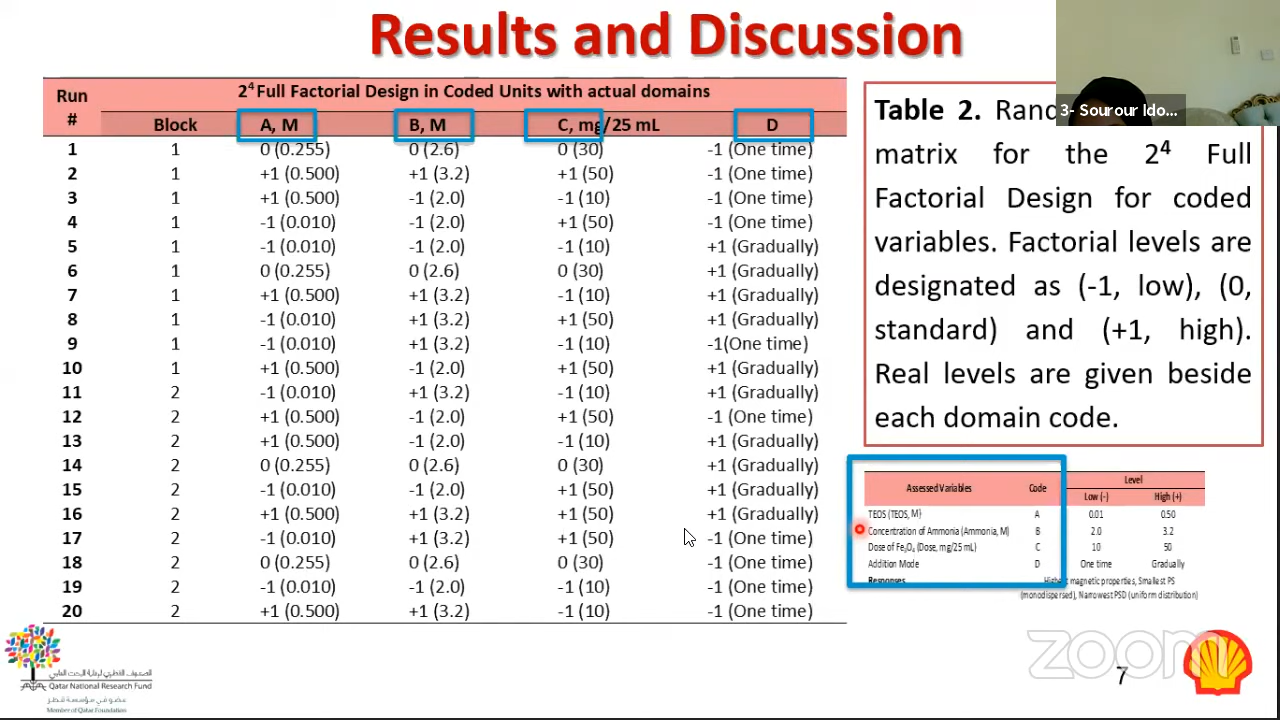 Results and Discussion
Run # 2⁴ Full Factorial Design in Coded Units with actual domains
Block A, M B, M C, mg/25 mL D
1 1 0 (0.255) 0 (2.6) 0 (30) -1 (One time)
2 1 +1 (0.500) +1 (3.2) +1 (50) -1 (One time)
3 1 +1 (0.500) -1 (2.0) -1 (10) -1 (One time)
4 1 -1 (0.010) -1 (2.0) +1 (50) -1 (One time)
5 1 -1 (0.010) -1 (2.0) -1 (10) +1 (Gradually)
6 1 0 (0.255) 0 (2.6) 0 (30) +1 (Gradually)
7 1 +1 (0.500) +1 (3.2) -1 (10) +1 (Gradually)
8 1 -1 (0.010) +1 (3.2) +1 (50) +1 (Gradually)
9 1 -1 (0.010) +1 (3.2) -1 (10) -1(One time)
10 1 +1 (0.500) -1 (2.0) +1 (50) +1 (Gradually)
11 2 -1 (0.010) +1 (3.2) -1 (10) +1 (Gradually)
12 2 +1 (0.500) -1 (2.0) +1 (50) -1 (One time)
13 2 +1 (0.500) -1 (2.0) -1 (10) +1 (Gradually)
14 2 0 (0.255) 0 (2.6) 0 (30) +1 (Gradually)
15 2 -1 (0.010) -1 (2.0) +1 (50) +1 (Gradually)
16 2 +1 (0.500) +1 (3.2) +1 (50) +1 (Gradually)
17 2 -1 (0.010) +1 (3.2) +1 (50) -1 (One time)
18 2 0 (0.255) 0 (2.6) 0 (30) -1 (One time)
19 2 -1 (0.010) -1 (2.0) -1 (10) -1 (One time)
20 2 +1 (0.500) +1 (3.2) -1 (10) -1 (One time)
3- Sourour Ido...
Table 2. Ran
matrix for the 2⁴ Full
Factorial Design for coded
variables. Factorial levels are
designated as (-1, low), (0,
standard) and (+1, high).
Real levels are given beside
each domain code.
Assessed Variables Code Level
Low (-) High (+)
TEOS (TEOS, M) A 0.01 0.50
Concentration of Ammonia (Ammonia, M) B 2.0 3.2
Dose of Fe₃O₄ (Dose, mg/25 mL) C 10 50
Addition Mode D One time Gradually
Responses Highest magnetic properties, Smallest PS
(monodispersed), Narrowest PSD (uniform distribution)
zoom
7
الصندوق القطري لرعاية البحث العلمي
Qatar National Research Fund
عضو في مؤسسة قطر
Member of Qatar Foundation